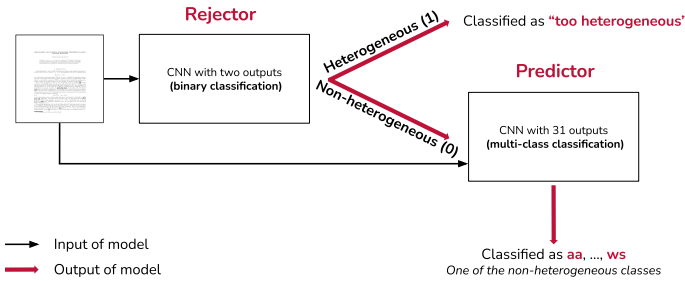 Rejector
Heterogeneous (1)
Classified as "too heterogeneous"
CNN with two outputs
(binary classification)
Non-heterogeneous (0)
Predictor
CNN with 31 outputs
(multi-class classification)
Input of model
Output of model
Classified as aa, ..., ws
One of the non-heterogeneous classes